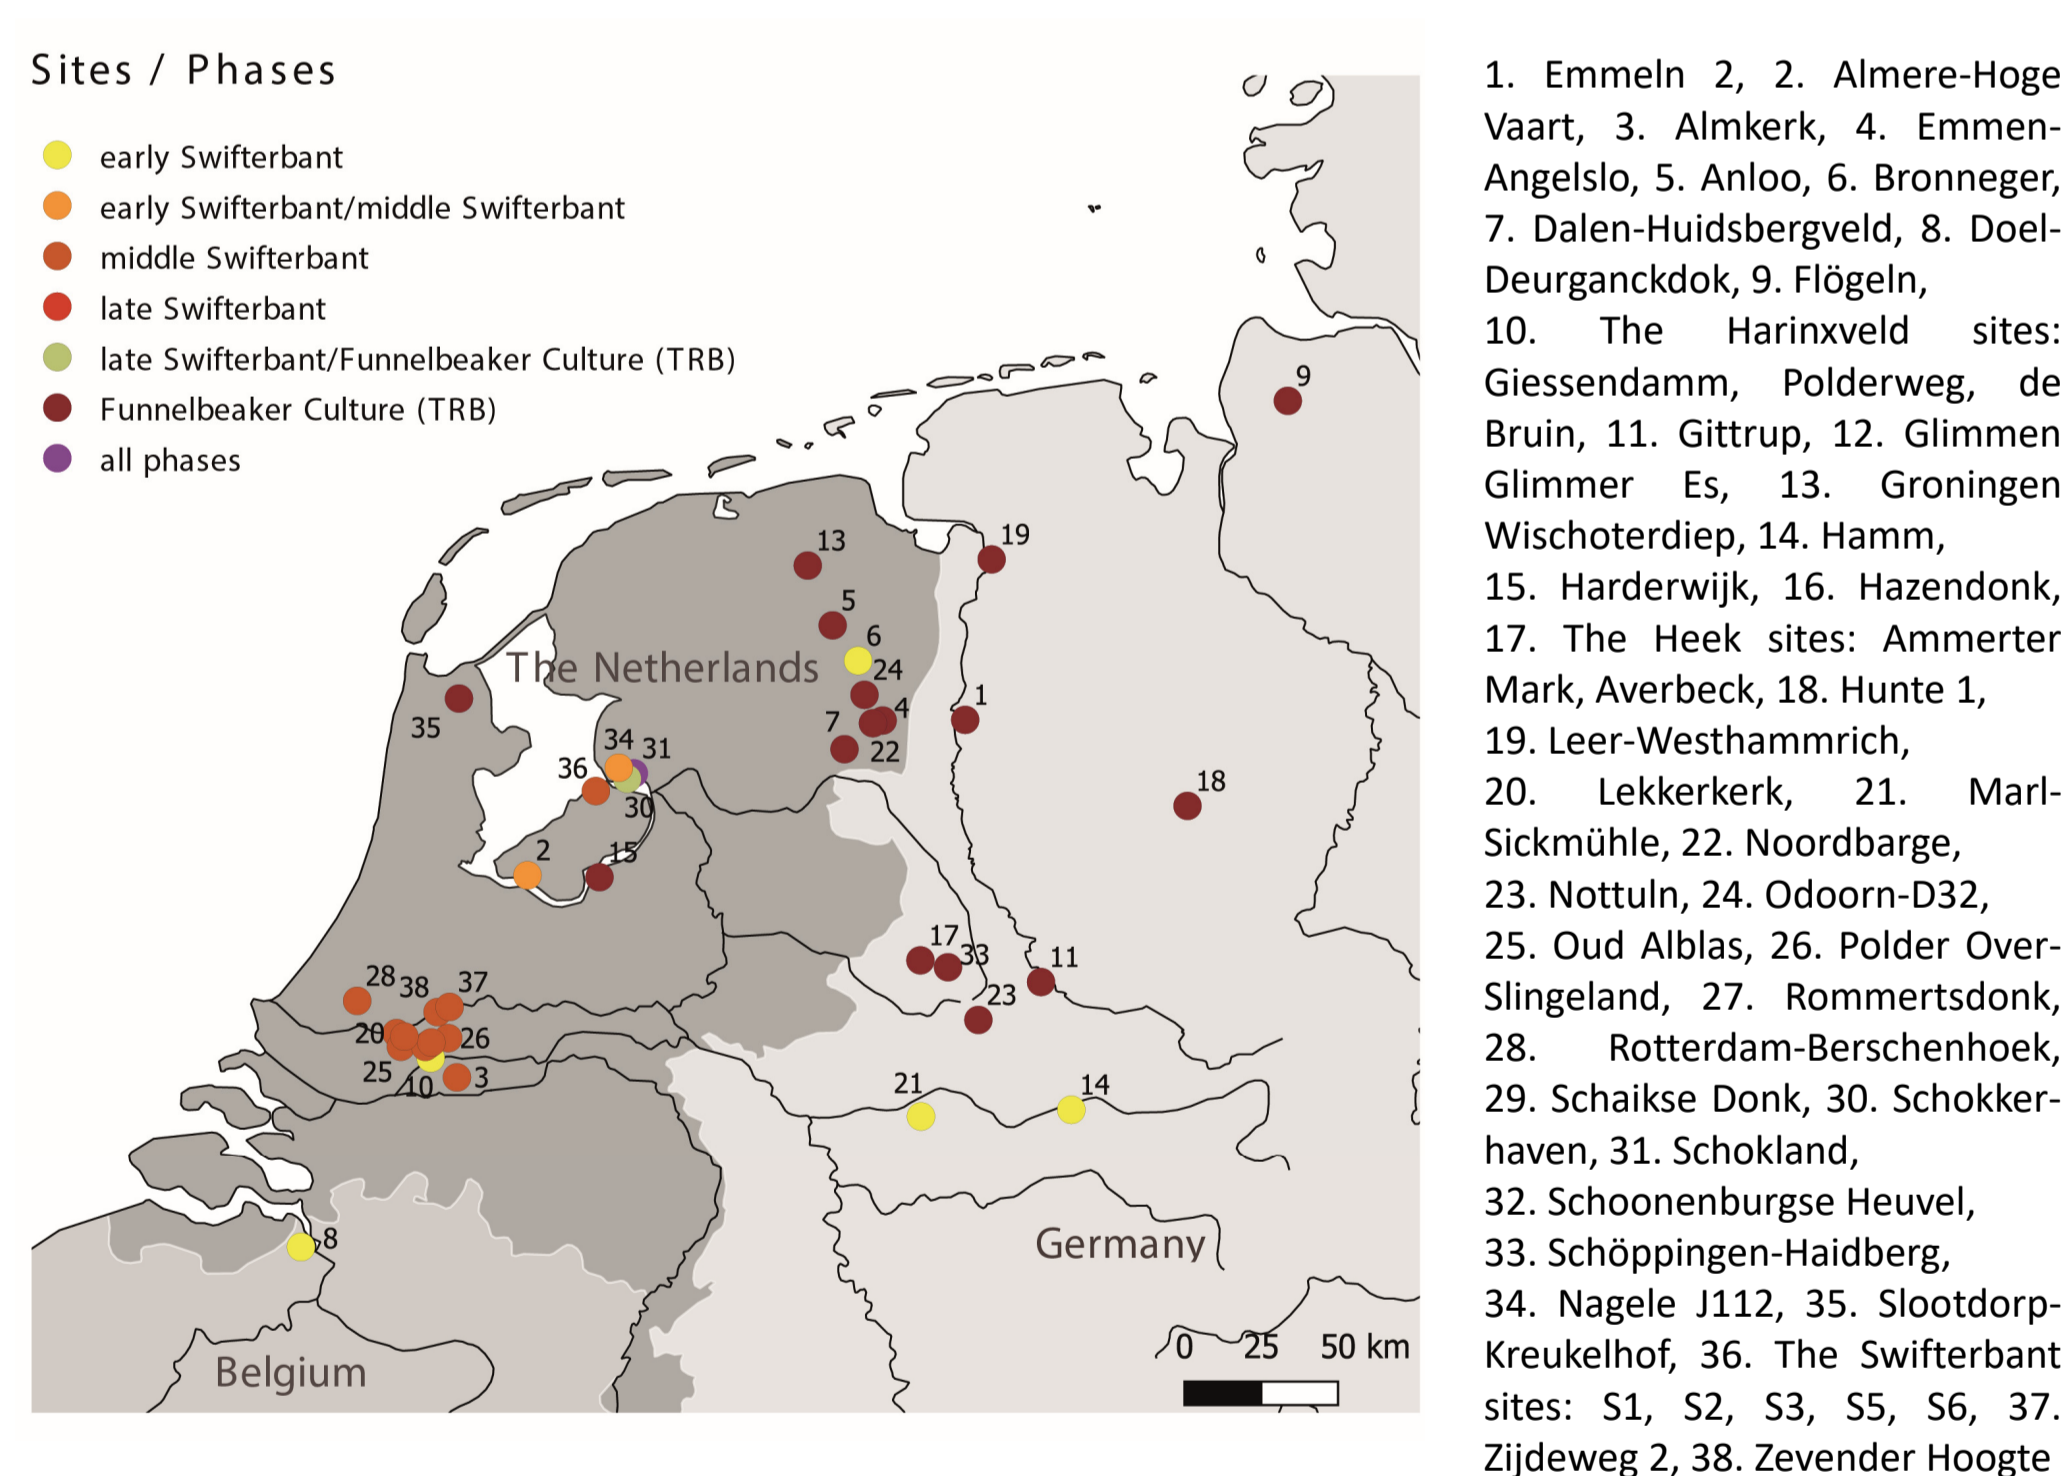 Sites / Phases
early Swifterbant
early Swifterbant/middle Swifterbant
middle Swifterbant
late Swifterbant
late Swifterbant/Funnelbeaker Culture (TRB)
Funnelbeaker Culture (TRB)
all phases
9
13
19
5
6
The Netherlands
24
1
35
7
4
22
34
31
36
30
18
2
15
17
33
11
28
38
37
23
20
26
25
10
3
21
14
8
Germany
Belgium
0 25 50 km
1. Emmeln 2, 2. Almere-Hoge
Vaart, 3. Almkerk, 4. Emmen-
Angelslo, 5. Anloo, 6. Bronneger,
7. Dalen-Huidsbergveld, 8. Doel-
Deurganckdok, 9. Flögeln,
10. The Harinxveld sites:
Giessendamm, Polderweg, de
Bruin, 11. Gittrup, 12. Glimmen
Glimmer Es, 13. Groningen
Wischoterdiep, 14. Hamm,
15. Harderwijk, 16. Hazendonk,
17. The Heek sites: Ammerter
Mark, Averbeck, 18. Hunte 1,
19. Leer-Westhammrich,
20. Lekkerkerk, 21. Marl-
Sickmühle, 22. Noordbarge,
23. Nottuln, 24. Odoorn-D32,
25. Oud Alblas, 26. Polder Over-
Slingeland, 27. Rommertsdonk,
28. Rotterdam-Berschenhoek,
29. Schaikse Donk, 30. Schokker-
haven, 31. Schokland,
32. Schoonenburgse Heuvel,
33. Schöppingen-Haidberg,
34. Nagele J112, 35. Slootdorp-
Kreukelhof, 36. The Swifterbant
sites: S1, S2, S3, S5, S6, 37.
Zijdeweg 2, 38. Zevender Hoogte